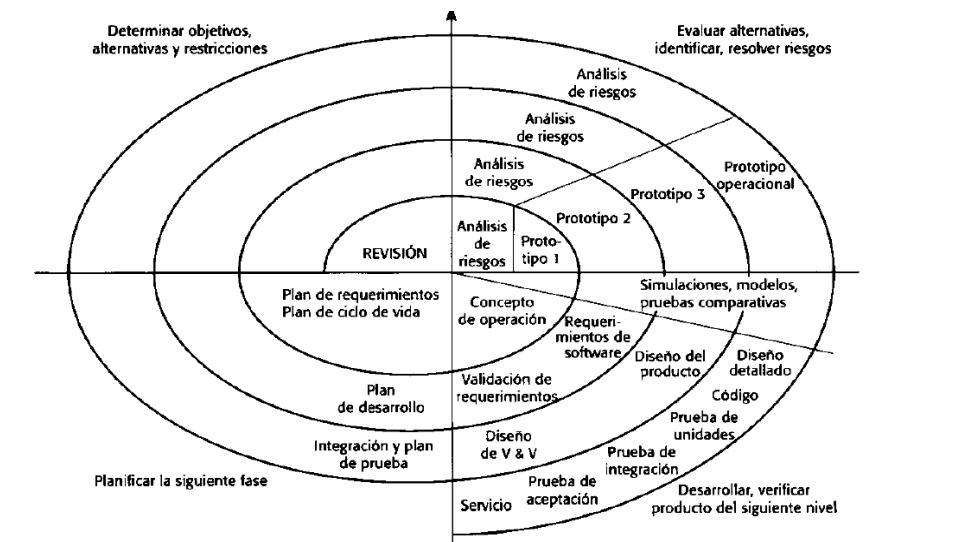 Determinar objetivos,
alternativas y restricciones
Evaluar alternativas,
identificar, resolver riesgos
Análisis
de riesgos
Análisis
de riesgos
Análisis
de riesgos
Prototipo
operacional
Prototipo 3
Prototipo 2
Análisis
de
riesgos
Proto-
tipo 1
REVISIÓN
Plan de requerimientos
Plan de ciclo de vida
Concepto
de operación
Simulaciones, modelos,
pruebas comparativas
Requeri-
mientos de
software
Diseño del
producto
Diseño
detallado
Plan
de desarrollo
Validación de
requerimientos
Código
Prueba de
unidades
Integración y plan
de prueba
Diseño
de V & V
Prueba de
integración
Prueba de
aceptación
Servicio
Planificar la siguiente fase
Desarrollar, verificar
producto del siguiente nivel